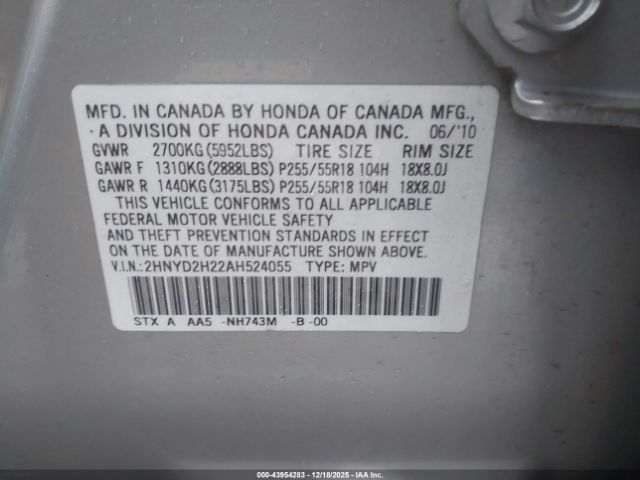 MFD. IN CANADA BY HONDA OF CANADA MFG.,
A DIVISION OF HONDA CANADA INC. 06/'10
GVWR 2700KG(5952LBS) TIRE SIZE RIM SIZE
GAWR F 1310KG(2888LBS) P255/55R18 104H 18X8.0J
GAWR R 1440KG(3175LBS) P255/55R18 104H 18X8.0J
THIS VEHICLE CONFORMS TO ALL APPLICABLE
FEDERAL MOTOR VEHICLE SAFETY
AND THEFT PREVENTION STANDARDS IN EFFECT
ON THE DATE OF MANUFACTURE SHOWN ABOVE.
V.I.N.:2HNYD2H22AH524055 TYPE: MPV
STX A AA5 -NH743M -B -00
000-43954283 - 12/18/2025 - IAA Inc.